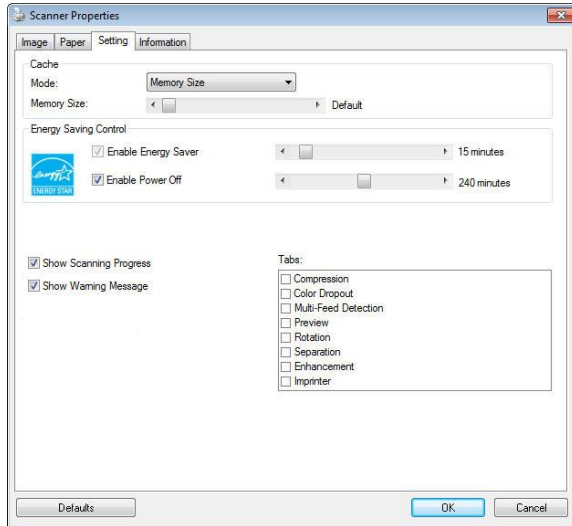 Scanner Properties
Image Paper Setting Information
Cache
Mode: Memory Size
Memory Size: Default
Energy Saving Control
Enable Energy Saver 15 minutes
energy
ENERGY STAR
Enable Power Off 240 minutes
Show Scanning Progress
Show Warning Message
Tabs:
Compression
Color Dropout
Multi-Feed Detection
Preview
Rotation
Separation
Enhancement
Imprinter
Defaults OK Cancel